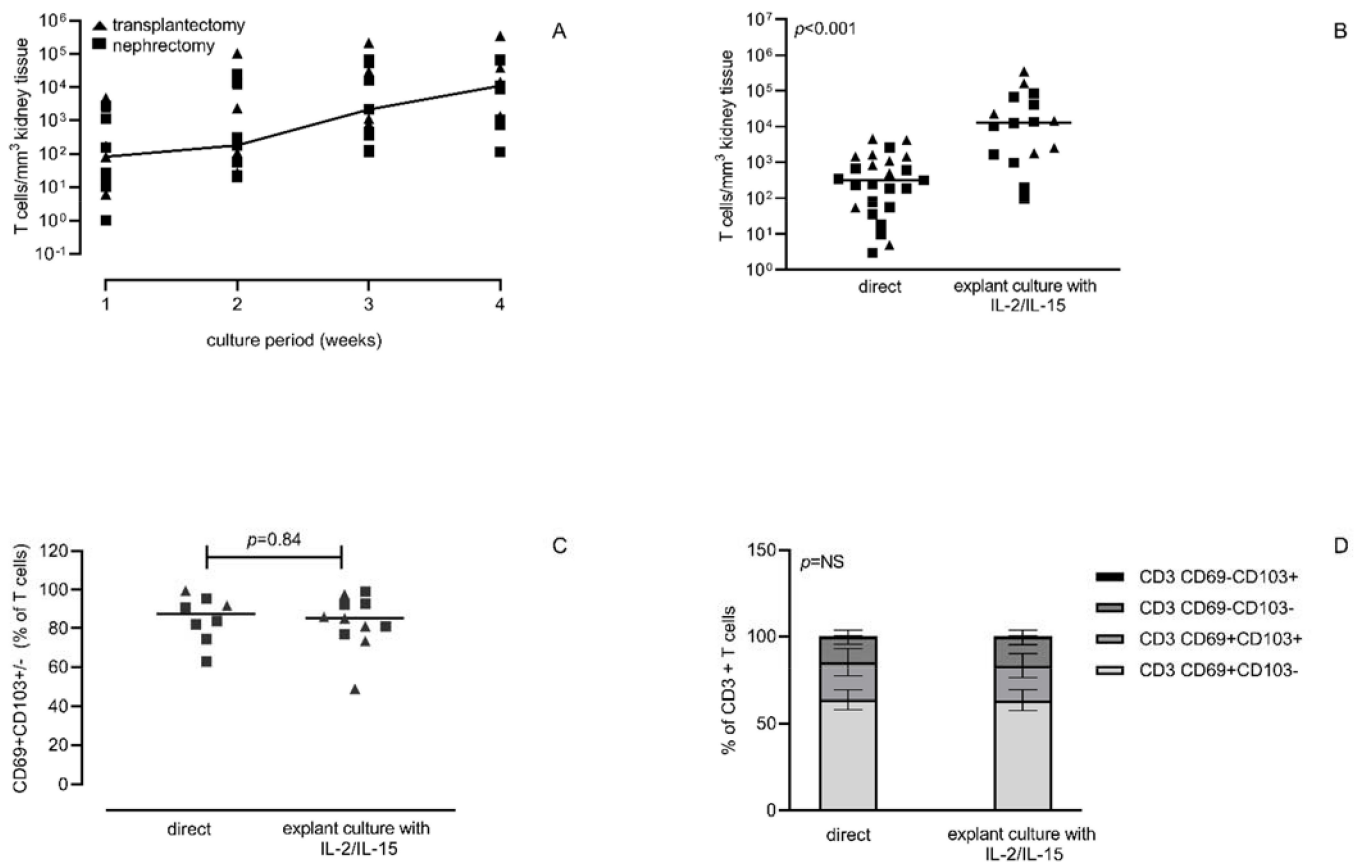 A
transplantectomy
nephrectomy
T cells/mm³ kidney tissue
10⁶
10⁵
10⁴
10³
10²
10¹
10⁰
10⁻¹
1 2 3 4
culture period (weeks)
B
p<0.001
T cells/mm³ kidney tissue
10⁷
10⁶
10⁵
10⁴
10³
10²
10¹
10⁰
direct
explant culture with
IL-2/IL-15
C
p=0.84
CD69+CD103+/- (% of T cells)
120
100
80
60
40
20
0
direct
explant culture with
IL-2/IL-15
D
p=NS
% of CD3 + T cells
150
100
50
0
direct
explant culture with
IL-2/IL-15
CD3 CD69-CD103+
CD3 CD69-CD103-
CD3 CD69+CD103+
CD3 CD69+CD103-